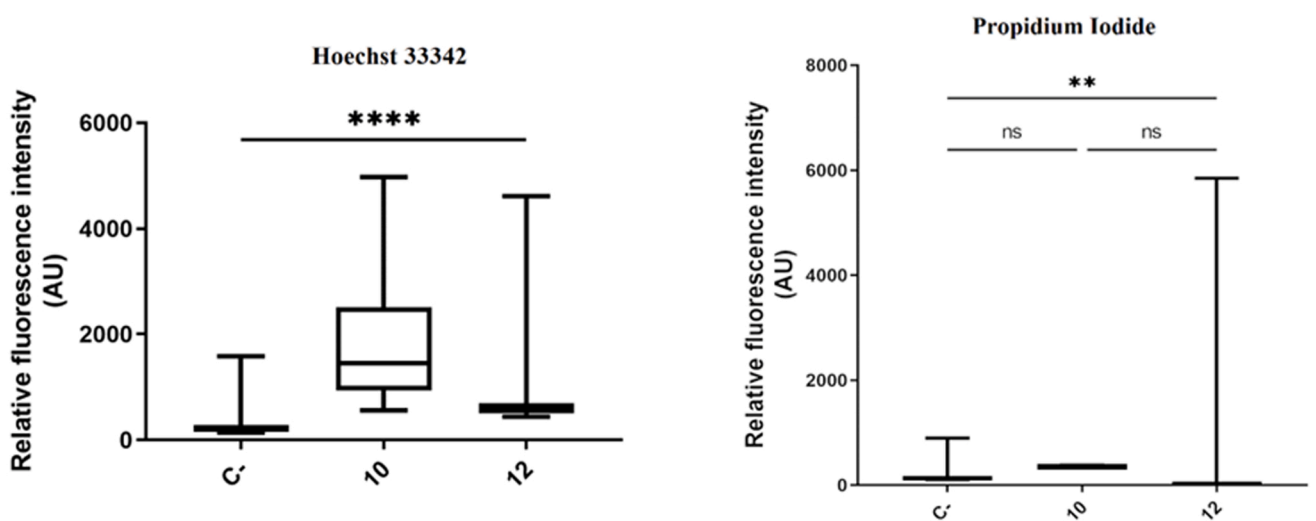 Hoechst 33342
Relative fluorescence intensity
(AU)
6000
4000
2000
0
****
C-
10
12
Propidium Iodide
Relative fluorescence intensity
(AU)
8000
6000
4000
2000
0
**
ns
ns
C-
10
12